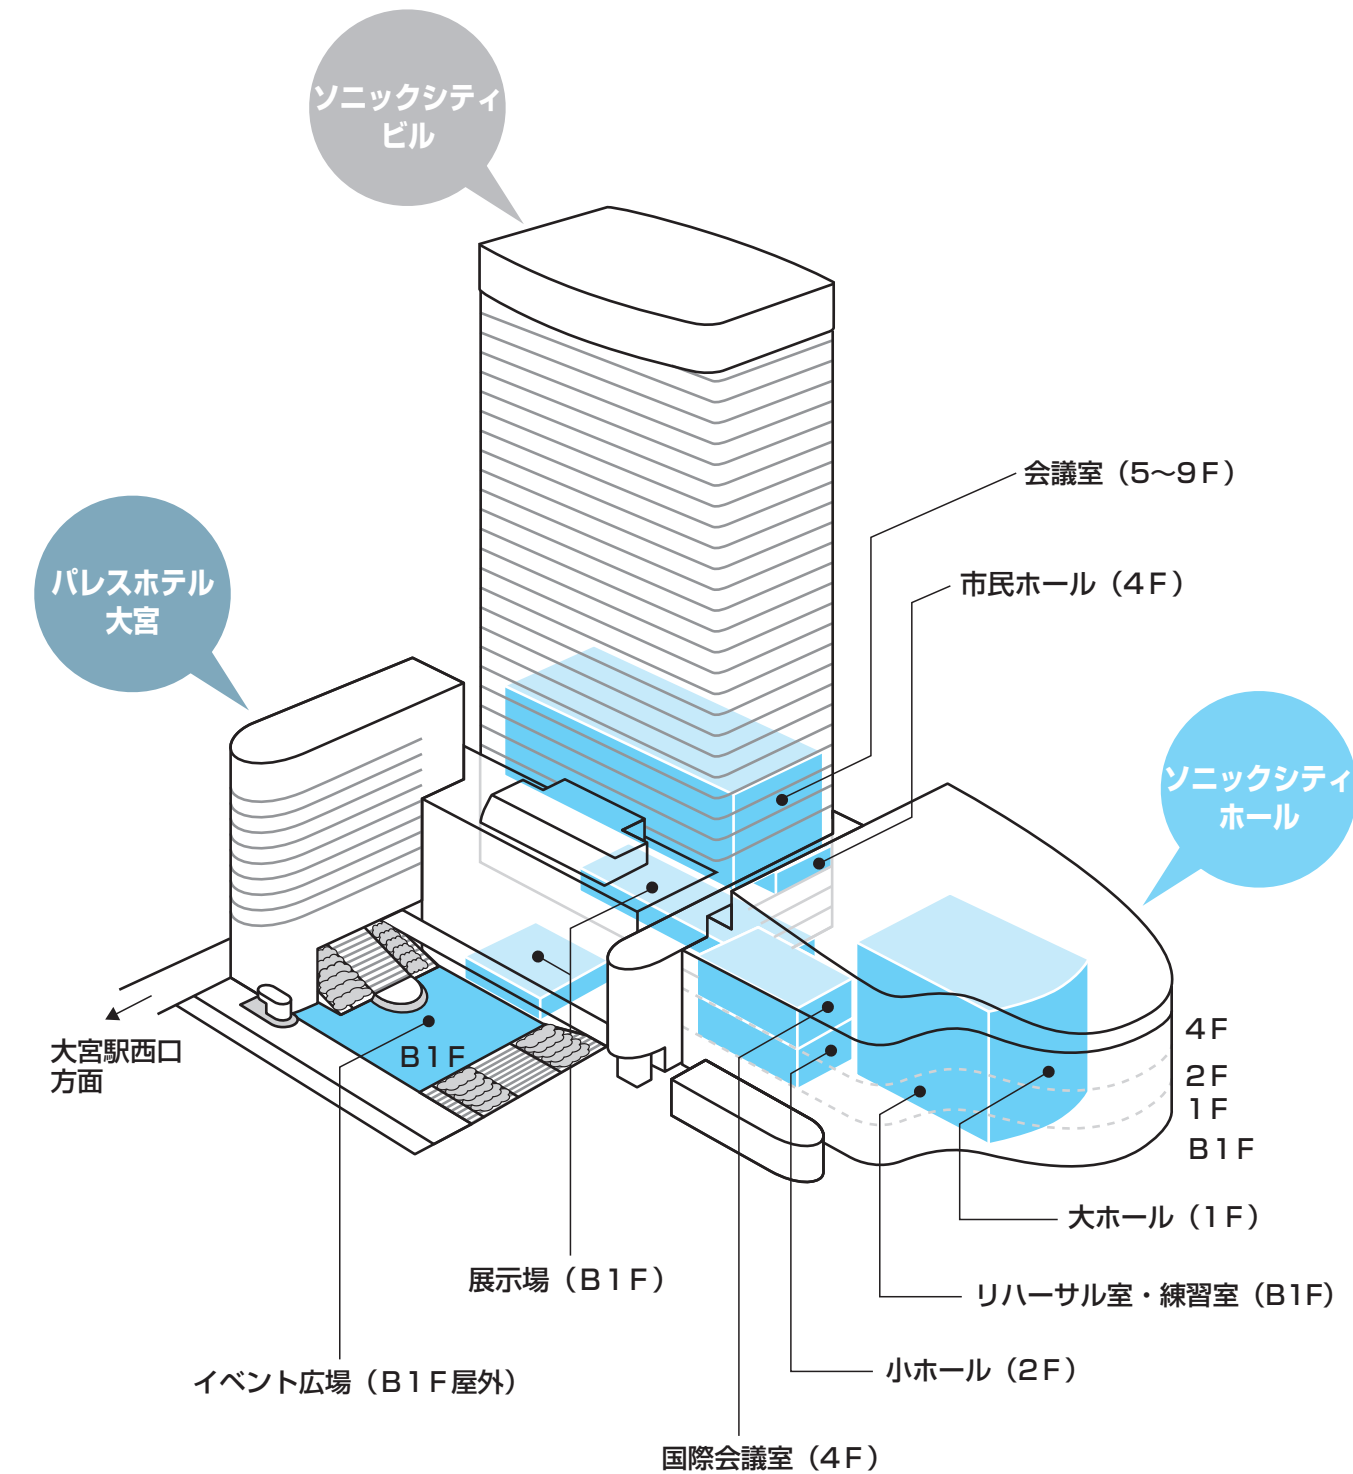 ソニックシティ
ビル
会議室（5〜9F）
市民ホール（4F）
パレスホテル
大宮
ソニックシティ
ホール
大宮駅西口
方面
B1F
4F
2F
1F
B1F
大ホール（1F）
展示場（B1F）
リハーサル室・練習室（B1F）
小ホール（2F）
イベント広場（B1F屋外）
国際会議室（4F）